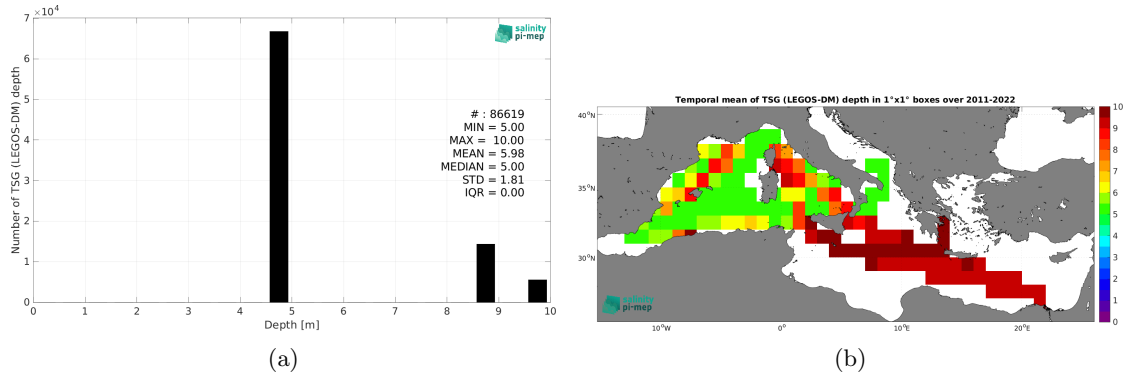 7 ×10⁴
6
5
4
3
2
1
0
0 1 2 3 4 5 6 7 8 9 10
Number of TSG (LEGOS-DM) depth
Depth [m]
salinity
pi-mep
# : 86619
MIN = 5.00
MAX = 10.00
MEAN = 5.98
MEDIAN = 5.00
STD = 1.81
IQR = 0.00
(a)
Temporal mean of TSG (LEGOS-DM) depth in 1°x1° boxes over 2011-2022
40°N
35°N
30°N
10°W 0° 10°E 20°E
salinity
pi-mep
10
9
8
7
6
5
4
3
2
1
0
(b)